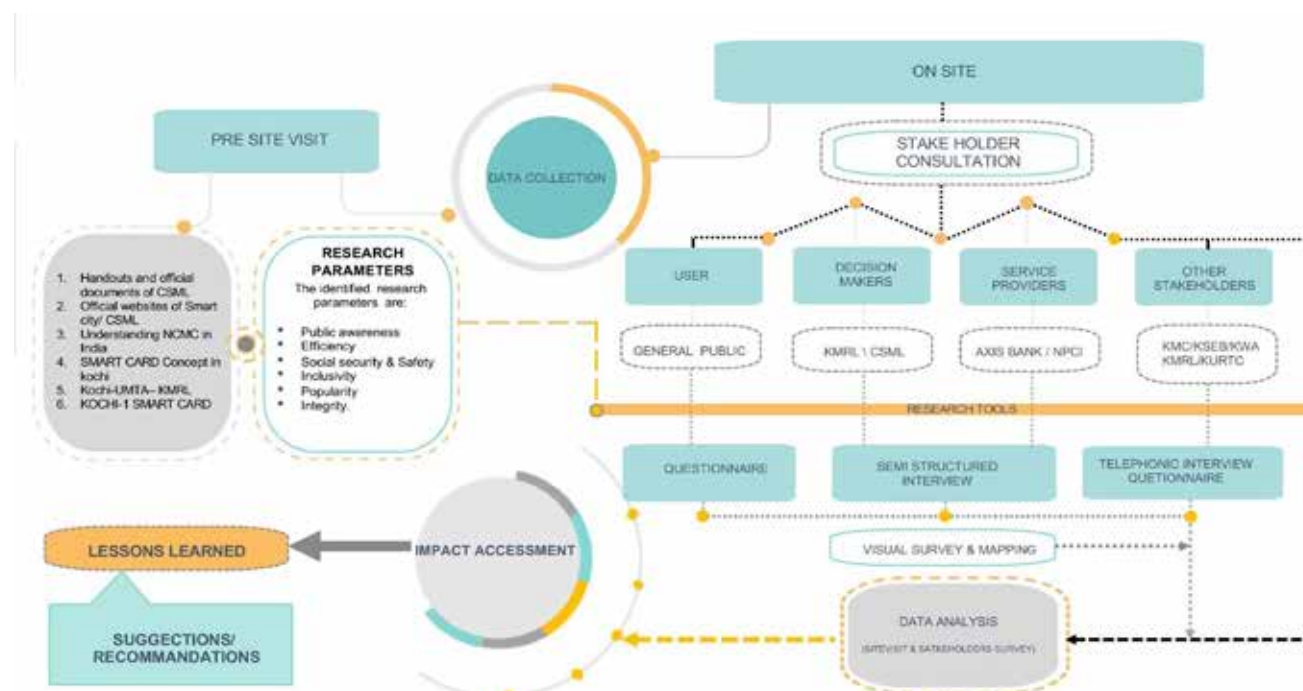 ON SITE
PRE SITE VISIT
STAKE HOLDER
CONSULTATION
DATA COLLECTION
1. Handouts and official
documents of CSML
2. Official websites of Smart
city/ CSML
3. Understanding NCMC in
India
4. SMART CARD Concept in
kochi
5. Kochi-UMTA– KMRL
6. KOCHI-1 SMART CARD
RESEARCH
PARAMETERS
The identified research
parameters are:
• Public awareness
• Efficiency
• Social security & Safety
• Inclusivity
• Popularity
• Integrity.
USER
DECISION
MAKERS
SERVICE
PROVIDERS
OTHER
STAKEHOLDERS
GENERAL PUBLIC
KMRL \ CSML
AXIS BANK / NPCI
KMC/KSEB/KWA
KMRL/KURTC
RESEARCH TOOLS
QUESTIONNAIRE
SEMI STRUCTURED
INTERVIEW
TELEPHONIC INTERVIEW
QUETIONNAIRE
VISUAL SURVEY & MAPPING
DATA ANALYSIS
(SITEVISIT & SATAKEHOLDERS SURVEY)
IMPACT ACCESSMENT
LESSONS LEARNED
SUGGESTIONS/
RECOMMANDATIONS